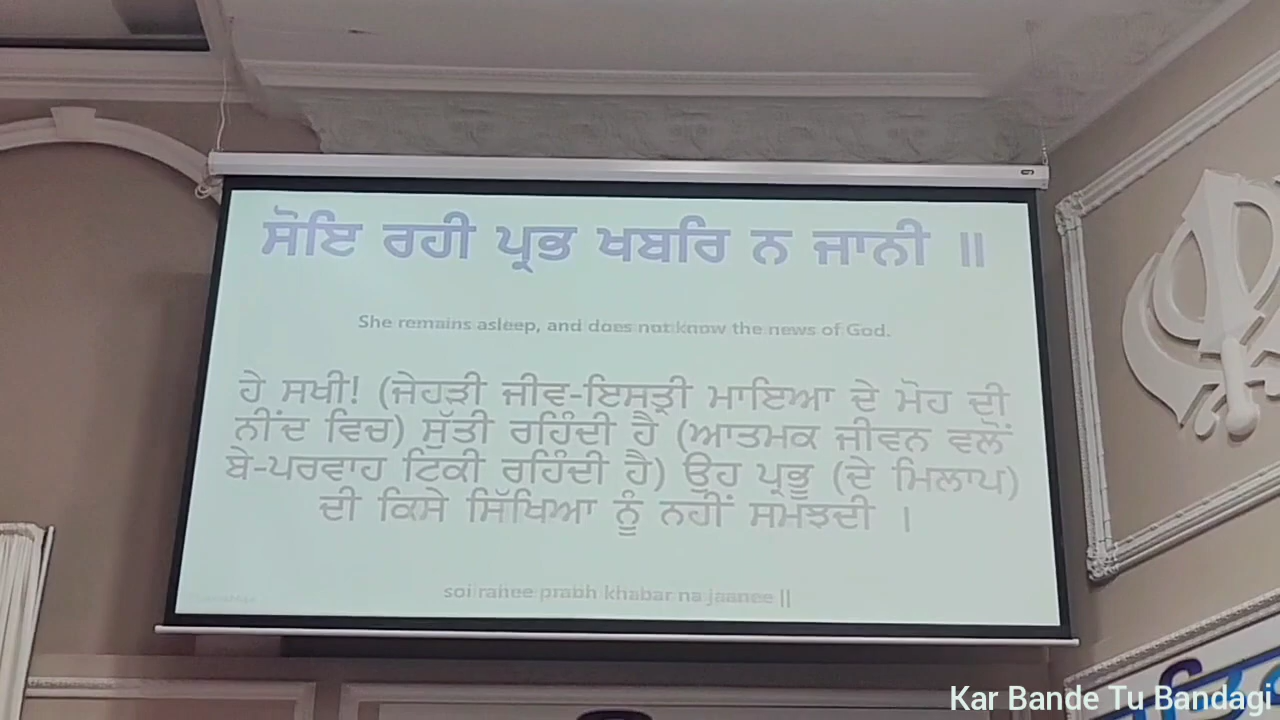 ਸੋਇ ਰਹੀ ਪ੍ਰਭ ਖਬਰਿ ਨ ਜਾਨੀ ॥
She remains asleep, and does not know the news of God.
ਹੇ ਸਖੀ! (ਜੇਹੜੀ ਜੀਵ-ਇਸਤ੍ਰੀ ਮਾਇਆ ਦੇ ਮੋਹ ਦੀ
ਨੀਂਦ ਵਿਚ) ਸੁੱਤੀ ਰਹਿੰਦੀ ਹੈ (ਆਤਮਕ ਜੀਵਨ ਵਲੋਂ
ਬੇ-ਪਰਵਾਹ ਟਿਕੀ ਰਹਿੰਦੀ ਹੈ) ਉਹ ਪ੍ਰਭੂ (ਦੇ ਮਿਲਾਪ)
ਦੀ ਕਿਸੇ ਸਿੱਖਿਆ ਨੂੰ ਨਹੀਂ ਸਮਝਦੀ ।
soi rahee prabh khabar na jaanee ||
Kar Bande Tu Bandagi